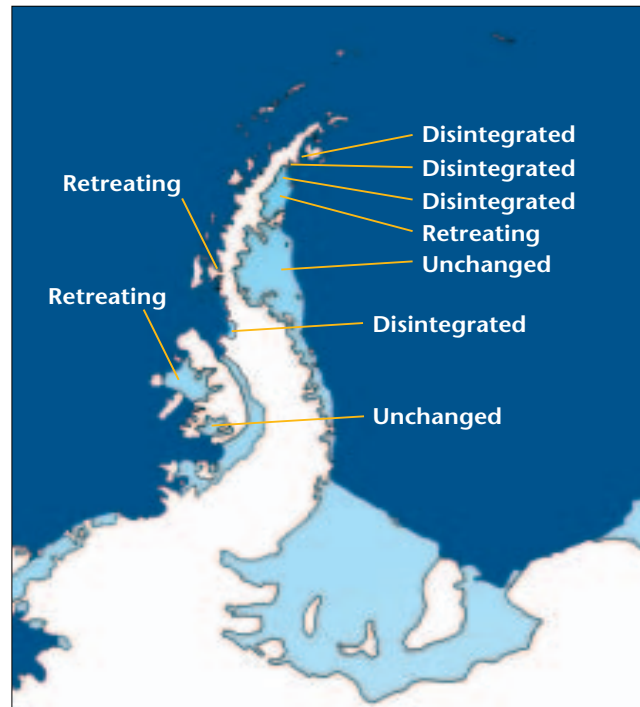 Disintegrated
Disintegrated
Retreating
Disintegrated
Retreating
Unchanged
Retreating
Disintegrated
Unchanged